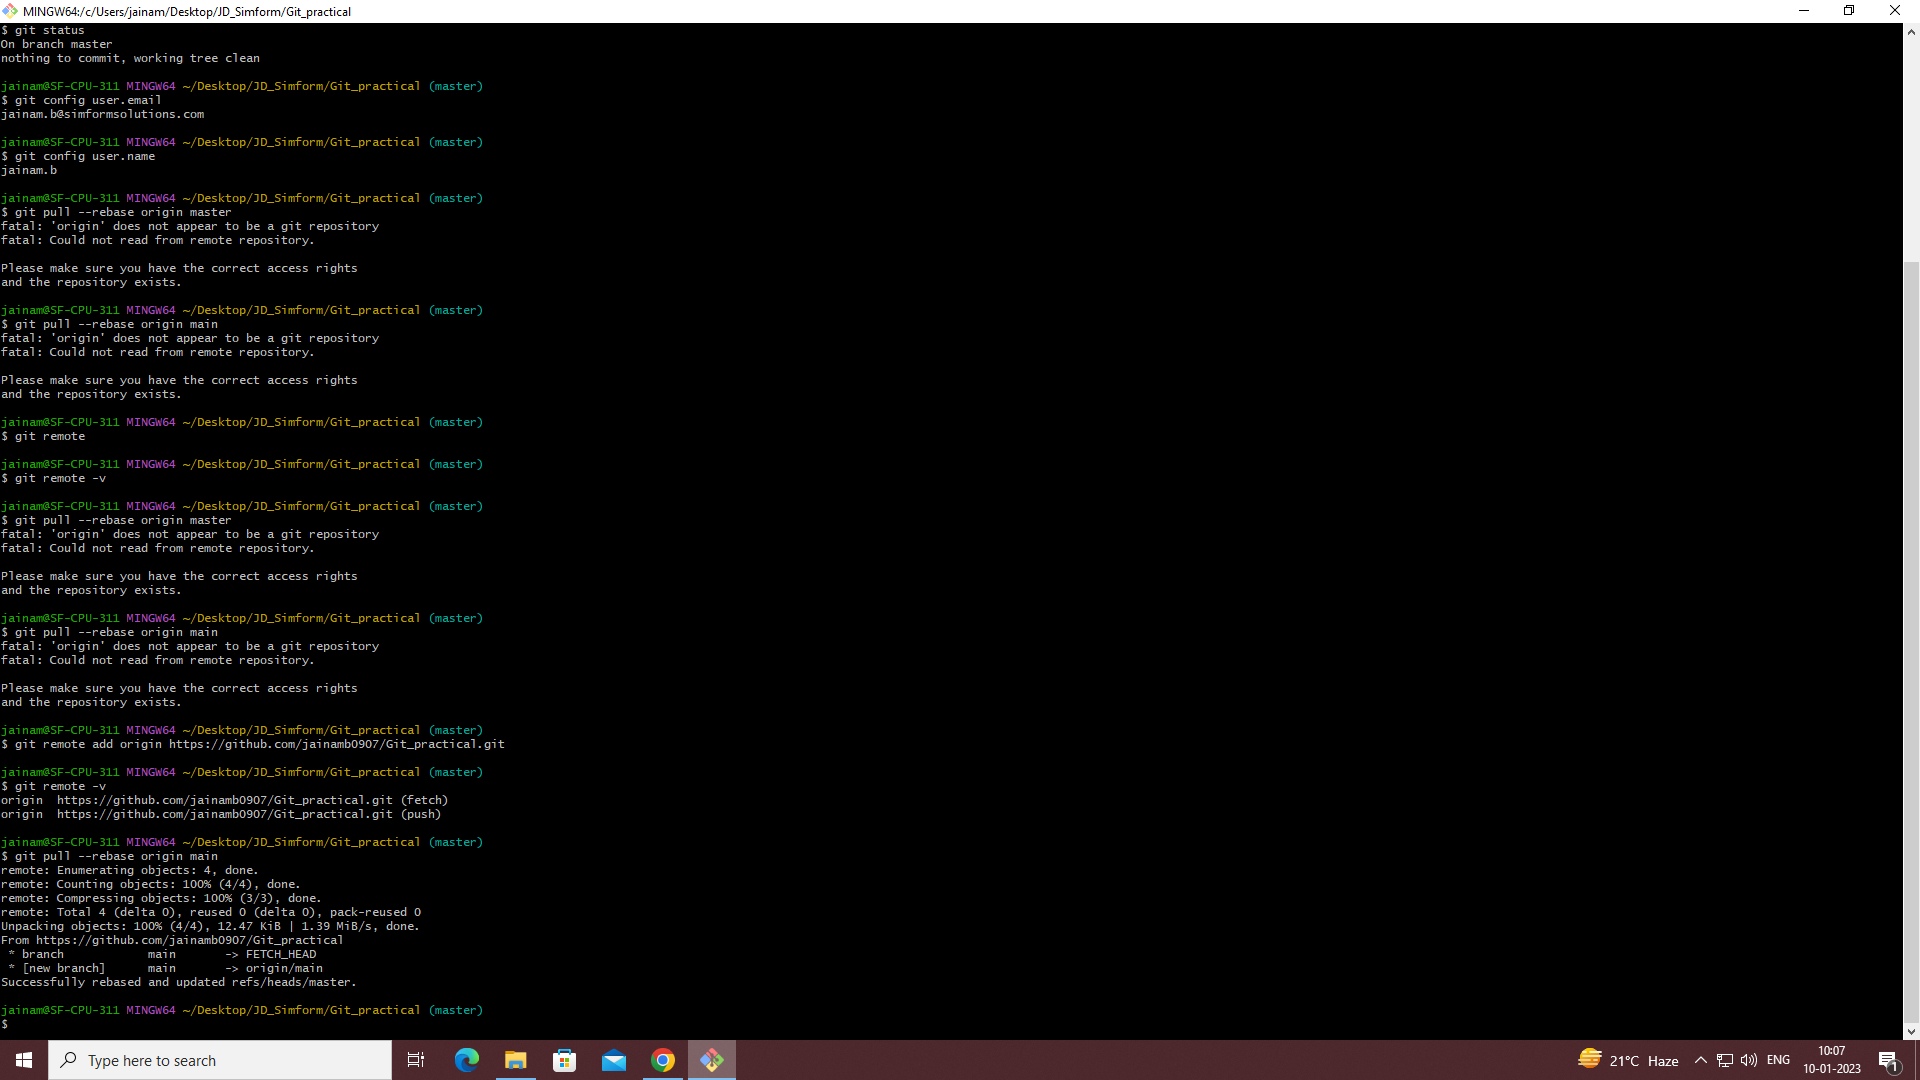 MINGW64:/c/Users/jainam/Desktop/JD_Simform/Git_practical
$ git status
On branch master
nothing to commit, working tree clean
jainam@SF-CPU-311 MINGW64 ~/Desktop/JD_Simform/Git_practical (master)
$ git config user.email
jainam.b@simformsolutions.com
jainam@SF-CPU-311 MINGW64 ~/Desktop/JD_Simform/Git_practical (master)
$ git config user.name
jainam.b
jainam@SF-CPU-311 MINGW64 ~/Desktop/JD_Simform/Git_practical (master)
$ git pull --rebase origin master
fatal: 'origin' does not appear to be a git repository
fatal: Could not read from remote repository.
Please make sure you have the correct access rights
and the repository exists.
jainam@SF-CPU-311 MINGW64 ~/Desktop/JD_Simform/Git_practical (master)
$ git pull --rebase origin main
fatal: 'origin' does not appear to be a git repository
fatal: Could not read from remote repository.
Please make sure you have the correct access rights
and the repository exists.
jainam@SF-CPU-311 MINGW64 ~/Desktop/JD_Simform/Git_practical (master)
$ git remote
jainam@SF-CPU-311 MINGW64 ~/Desktop/JD_Simform/Git_practical (master)
$ git remote -v
jainam@SF-CPU-311 MINGW64 ~/Desktop/JD_Simform/Git_practical (master)
$ git pull --rebase origin master
fatal: 'origin' does not appear to be a git repository
fatal: Could not read from remote repository.
Please make sure you have the correct access rights
and the repository exists.
jainam@SF-CPU-311 MINGW64 ~/Desktop/JD_Simform/Git_practical (master)
$ git pull --rebase origin main
fatal: 'origin' does not appear to be a git repository
fatal: Could not read from remote repository.
Please make sure you have the correct access rights
and the repository exists.
jainam@SF-CPU-311 MINGW64 ~/Desktop/JD_Simform/Git_practical (master)
$ git remote add origin https://github.com/jainamb0907/Git_practical.git
jainam@SF-CPU-311 MINGW64 ~/Desktop/JD_Simform/Git_practical (master)
$ git remote -v
origin  https://github.com/jainamb0907/Git_practical.git (fetch)
origin  https://github.com/jainamb0907/Git_practical.git (push)
jainam@SF-CPU-311 MINGW64 ~/Desktop/JD_Simform/Git_practical (master)
$ git pull --rebase origin main
remote: Enumerating objects: 4, done.
remote: Counting objects: 100% (4/4), done.
remote: Compressing objects: 100% (3/3), done.
remote: Total 4 (delta 0), reused 0 (delta 0), pack-reused 0
Unpacking objects: 100% (4/4), 12.47 KiB | 1.39 MiB/s, done.
From https://github.com/jainamb0907/Git_practical
 * branch            main       -> FETCH_HEAD
 * [new branch]      main       -> origin/main
Successfully rebased and updated refs/heads/master.
jainam@SF-CPU-311 MINGW64 ~/Desktop/JD_Simform/Git_practical (master)
$
Type here to search
21°C Haze
ENG
10:07
10-01-2023
1